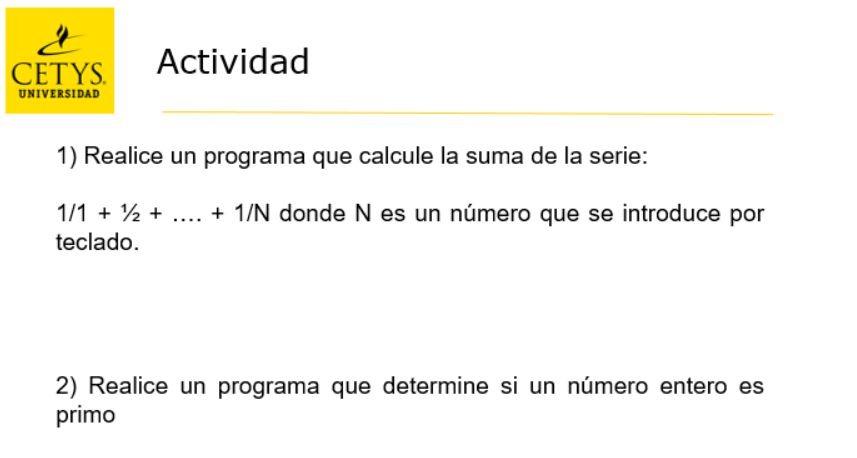 CETYS
UNIVERSIDAD
Actividad
1) Realice un programa que calcule la suma de la serie:
1/1 + ½ + .... + 1/N donde N es un número que se introduce por
teclado.
2) Realice un programa que determine si un número entero es
primo